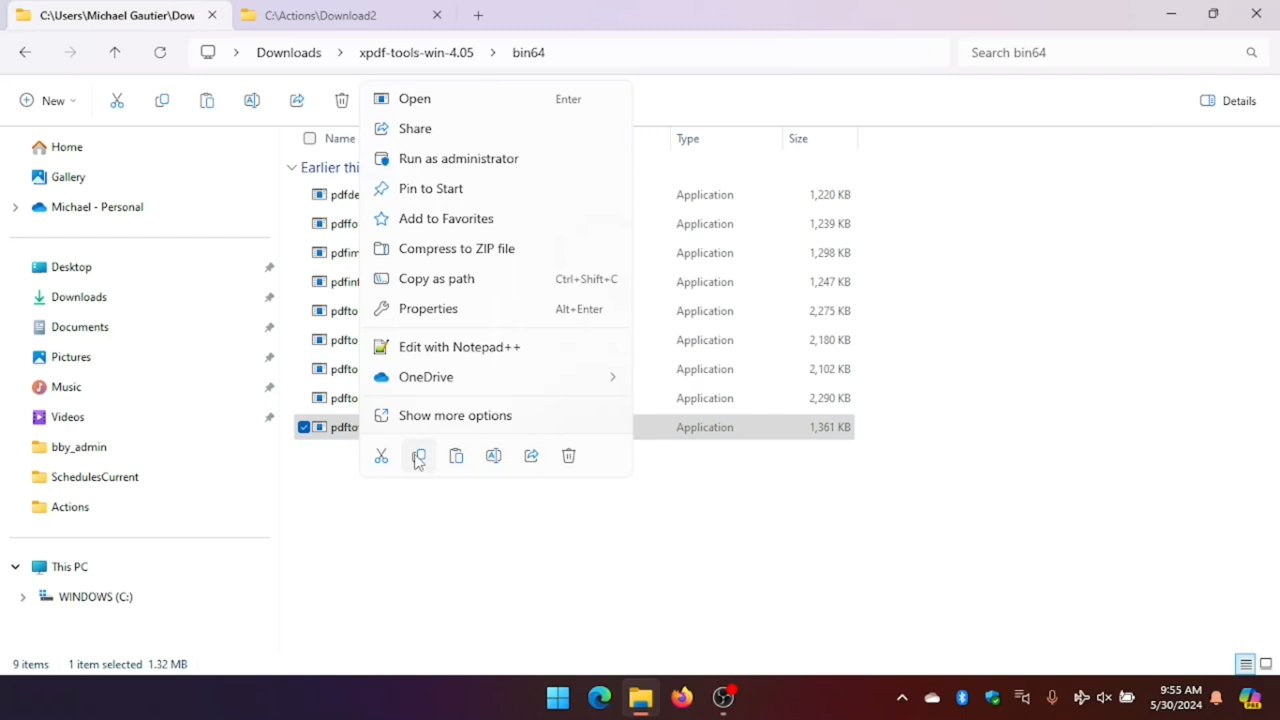 C:\Users\Michael Gautier\Dow
C:\Actions\Download2
Downloads > xpdf-tools-win-4.05 > bin64
Search bin64
New
Details
Open Enter
Share
Run as administrator
Pin to Start
Add to Favorites
Compress to ZIP file
Copy as path Ctrl+Shift+C
Properties Alt+Enter
Edit with Notepad++
OneDrive
Show more options
Home
Gallery
Michael - Personal
Desktop
Downloads
Documents
Pictures
Music
Videos
bby_admin
SchedulesCurrent
Actions
This PC
WINDOWS (C:)
Name Type Size
Earlier thi
pdfde Application 1,220 KB
pdffo Application 1,239 KB
pdfim Application 1,298 KB
pdfinf Application 1,247 KB
pdfto Application 2,275 KB
pdfto Application 2,180 KB
pdfto Application 2,102 KB
pdfto Application 2,290 KB
pdfto Application 1,361 KB
9 items 1 item selected 1.32 MB
9:55 AM
5/30/2024
PRE